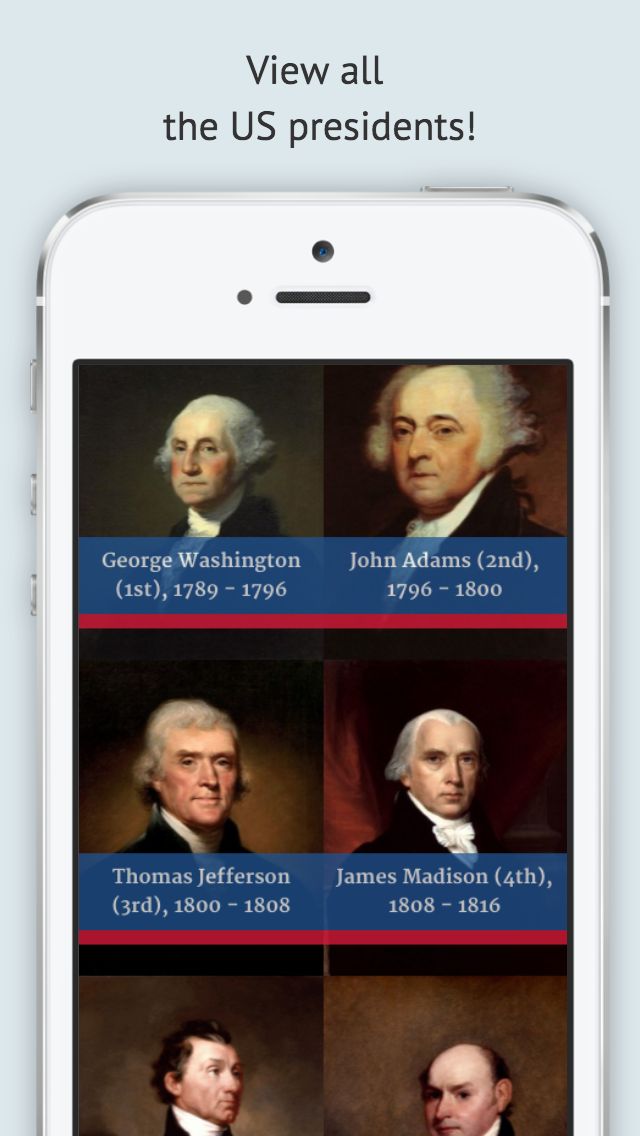 View all
the US presidents!
George Washington
(1st), 1789 - 1796
John Adams (2nd),
1796 - 1800
Thomas Jefferson
(3rd), 1800 - 1808
James Madison (4th),
1808 - 1816